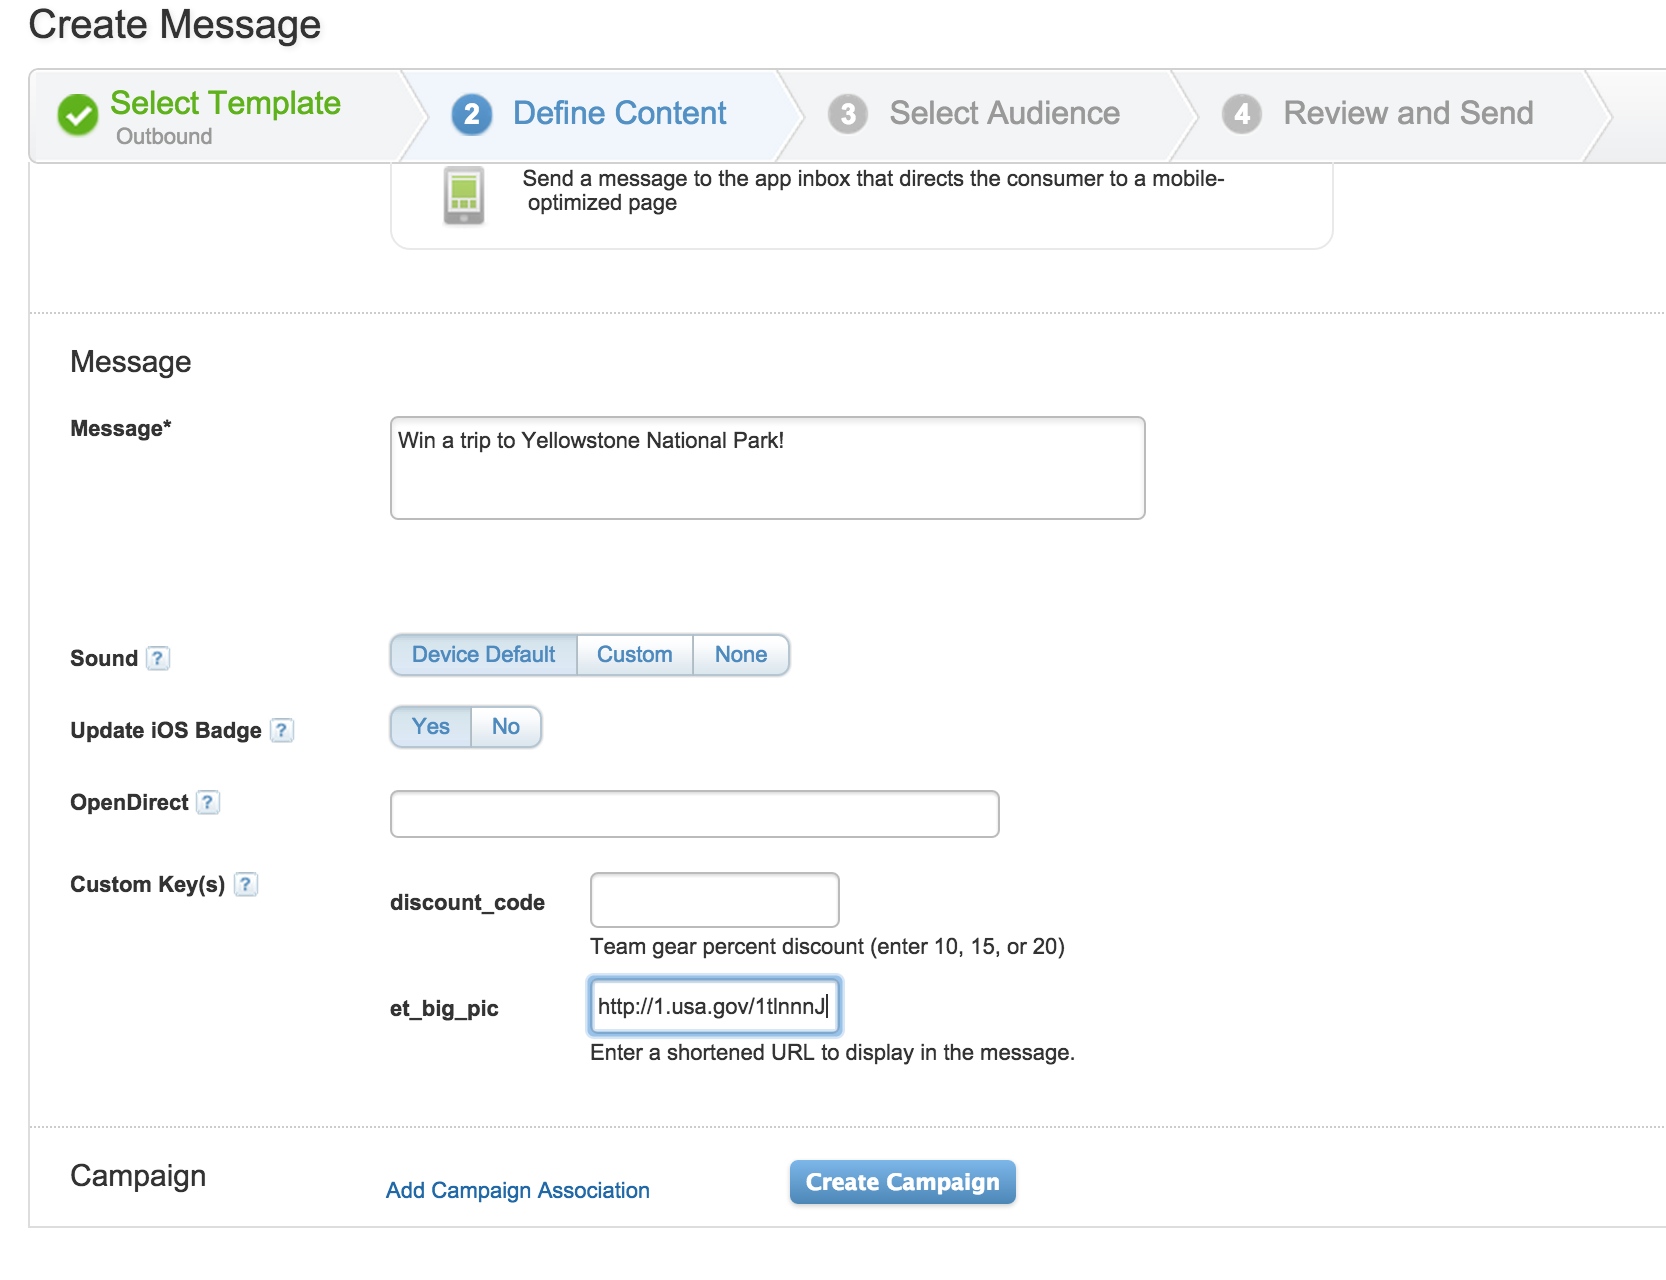 Create Message
Select Template
Outbound
2 Define Content
3 Select Audience
4 Review and Send
Send a message to the app inbox that directs the consumer to a mobile-
optimized page
Message
Message*
Win a trip to Yellowstone National Park!
Sound ?
Device Default Custom None
Update iOS Badge ?
Yes No
OpenDirect ?
Custom Key(s) ?
discount_code
Team gear percent discount (enter 10, 15, or 20)
et_big_pic
http://1.usa.gov/1tlnnnJ
Enter a shortened URL to display in the message.
Campaign
Add Campaign Association
Create Campaign